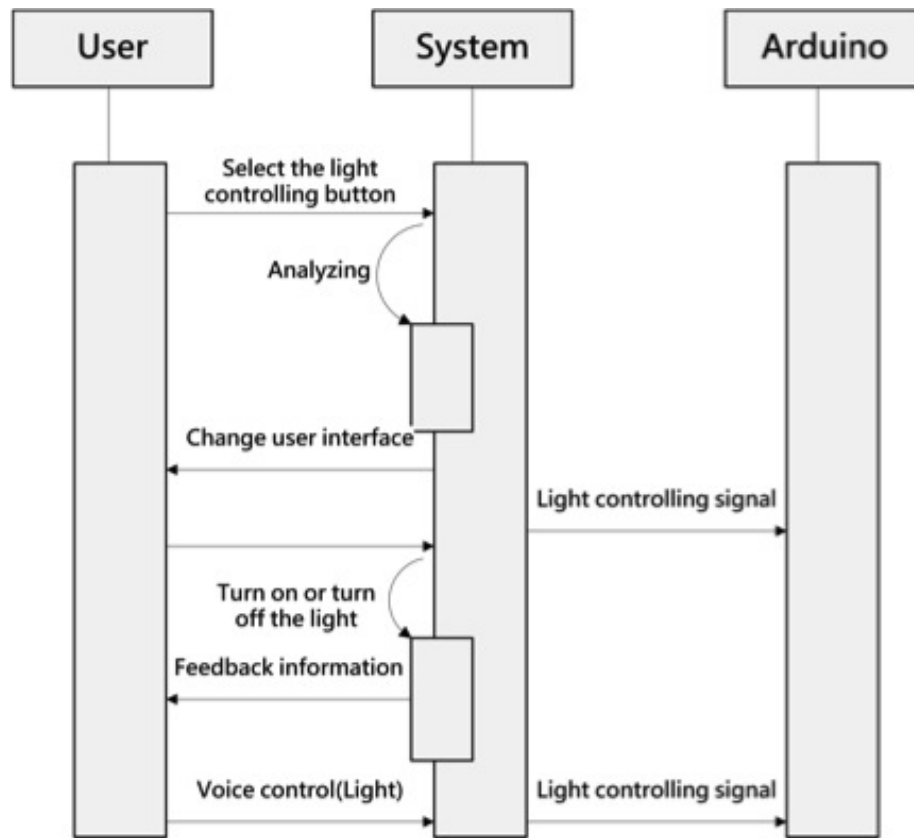 User
System
Arduino
Select the light
controlling button
Analyzing
Change user interface
Light controlling signal
Turn on or turn
off the light
Feedback information
Voice control(Light)
Light controlling signal